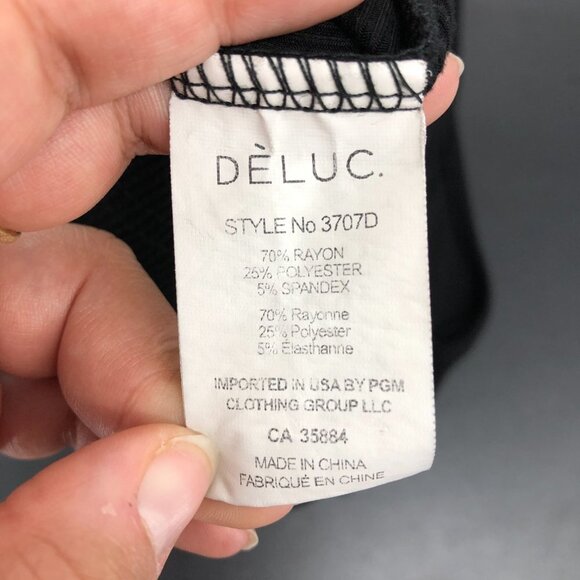 DÈLUC.
STYLE No 3707D
70% RAYON
25% POLYESTER
5% SPANDEX
70% Rayonne
25% Polyester
5% Élasthanne
IMPORTED IN USA BY PGM
CLOTHING GROUP LLC
CA 35884
MADE IN CHINA
FABRIQUÉ EN CHINE